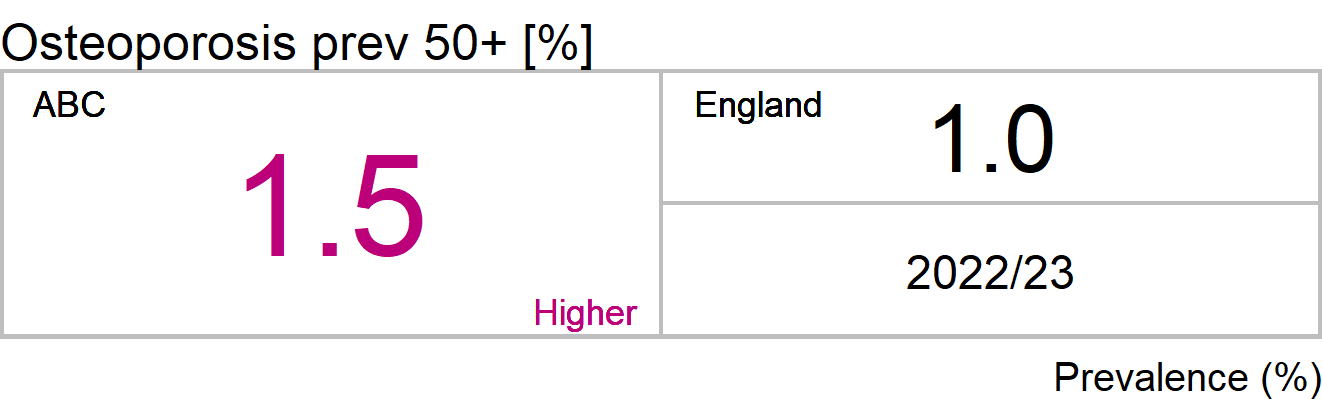 Osteoporosis prev 50+ [%]
ABC
1.5
Higher
England
1.0
2022/23
Prevalence (%)